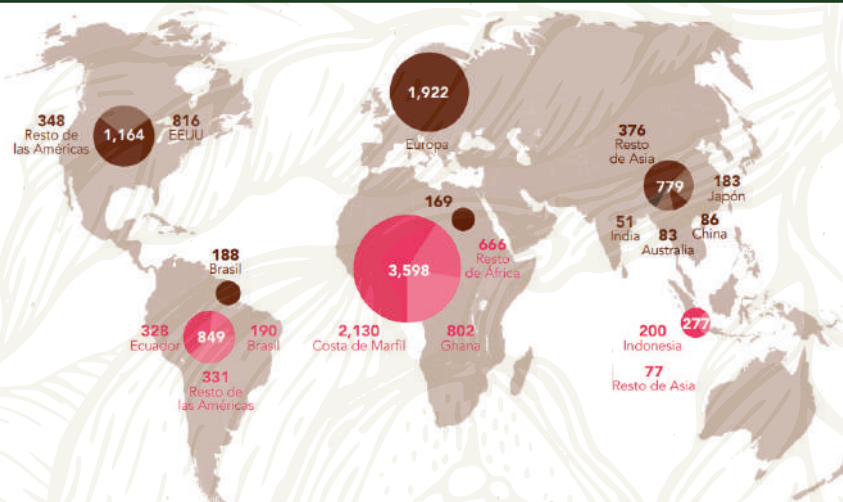 348
Resto de
las Américas
1,164
816
EEUU
1,922
Europa
376
Resto
de Asia
779
183
Japón
51
India
83
Australia
86
China
169
188
Brasil
3,598
666
Resto
de África
2,130
Costa de Marfil
802
Ghana
328
Ecuador
849
190
Brasil
331
Resto de
las Américas
277
200
Indonesia
77
Resto de Asia